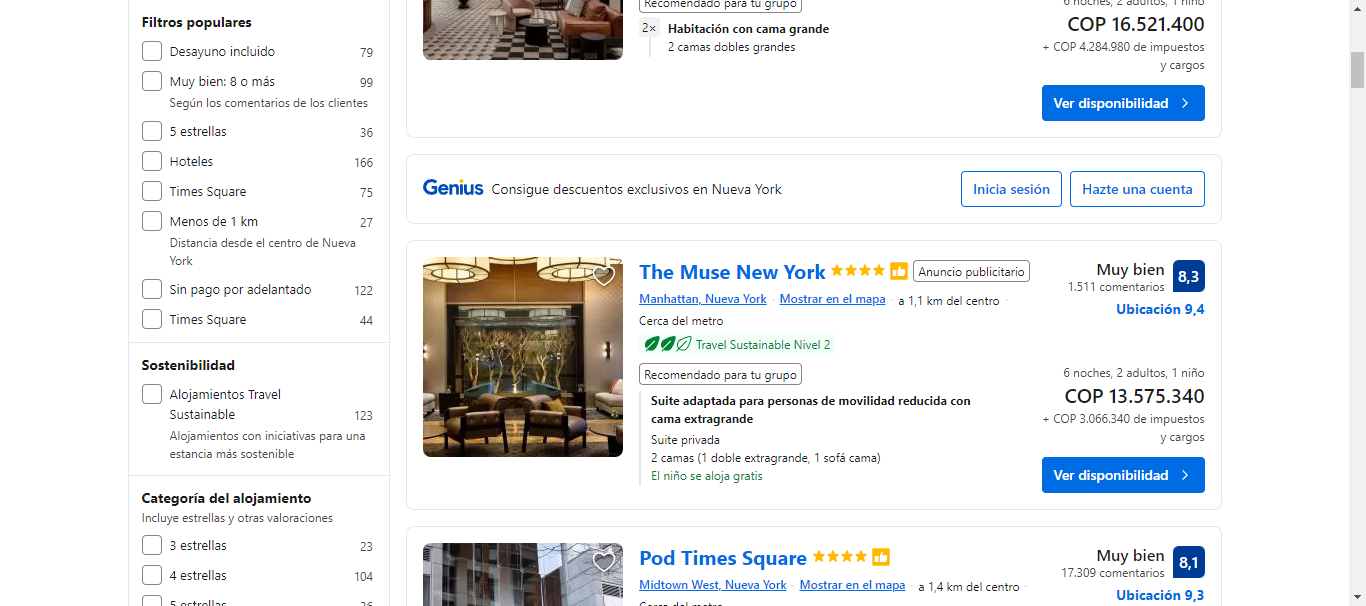 Filtros populares
Desayuno incluido 79
Muy bien: 8 o más 99
Según los comentarios de los clientes
5 estrellas 36
Hoteles 166
Times Square 75
Menos de 1 km 27
Distancia desde el centro de Nueva
York
Sin pago por adelantado 122
Times Square 44
Sostenibilidad
Alojamientos Travel
Sustainable 123
Alojamientos con iniciativas para una
estancia más sostenible
Categoría del alojamiento
Incluye estrellas y otras valoraciones
3 estrellas 23
4 estrellas 104
5 estrellas 36
Recomendado para tu grupo
2× Habitación con cama grande
2 camas dobles grandes
6 noches, 2 adultos, 1 niño
COP 16.521.400
+ COP 4.284.980 de impuestos
y cargos
Ver disponibilidad
Genius Consigue descuentos exclusivos en Nueva York
Inicia sesión
Hazte una cuenta
The Muse New York Anuncio publicitario
Manhattan, Nueva York · Mostrar en el mapa · a 1,1 km del centro ·
Cerca del metro
Travel Sustainable Nivel 2
Recomendado para tu grupo
Suite adaptada para personas de movilidad reducida con
cama extragrande
Suite privada
2 camas (1 doble extragrande, 1 sofá cama)
El niño se aloja gratis
Muy bien 8,3
1.511 comentarios
Ubicación 9,4
6 noches, 2 adultos, 1 niño
COP 13.575.340
+ COP 3.066.340 de impuestos
y cargos
Ver disponibilidad
Pod Times Square
Midtown West, Nueva York · Mostrar en el mapa · a 1,4 km del centro ·
Cerca del metro
Muy bien 8,1
17.309 comentarios
Ubicación 9,3